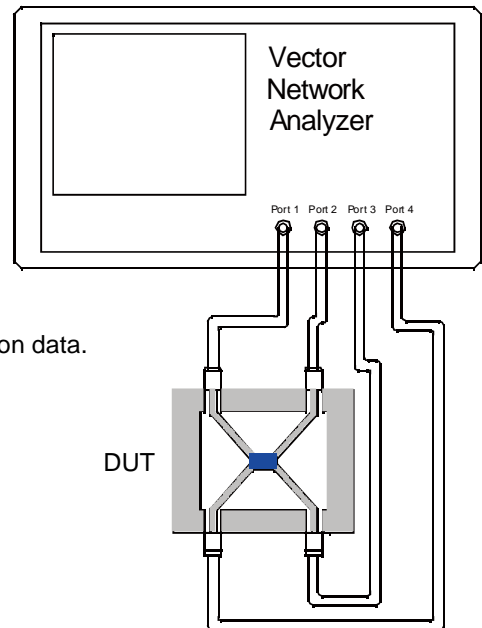 Vector
Network
Analyzer
Port 1 Port 2 Port 3 Port 4
on data.
DUT